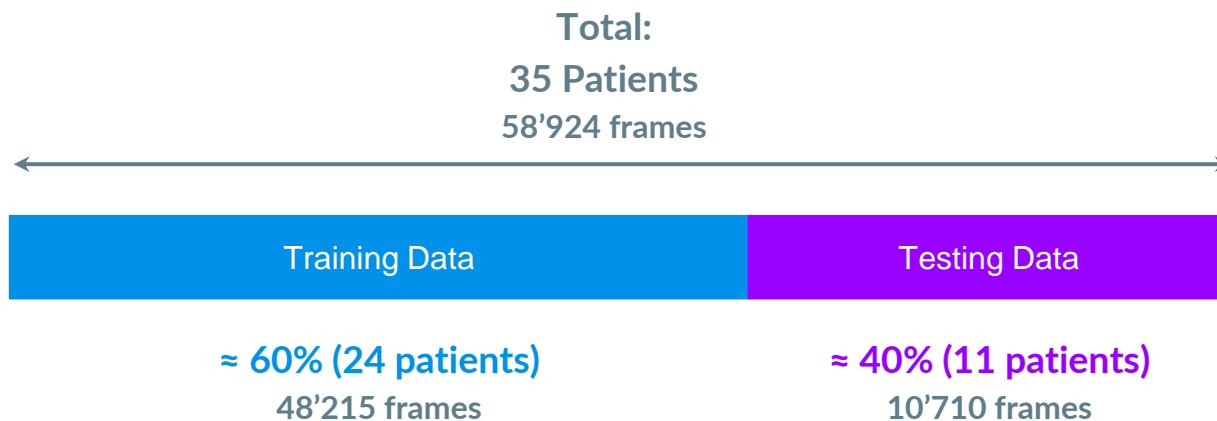 Total:
35 Patients
58’924 frames
Training Data
Testing Data
≈ 60% (24 patients)
48’215 frames
≈ 40% (11 patients)
10’710 frames